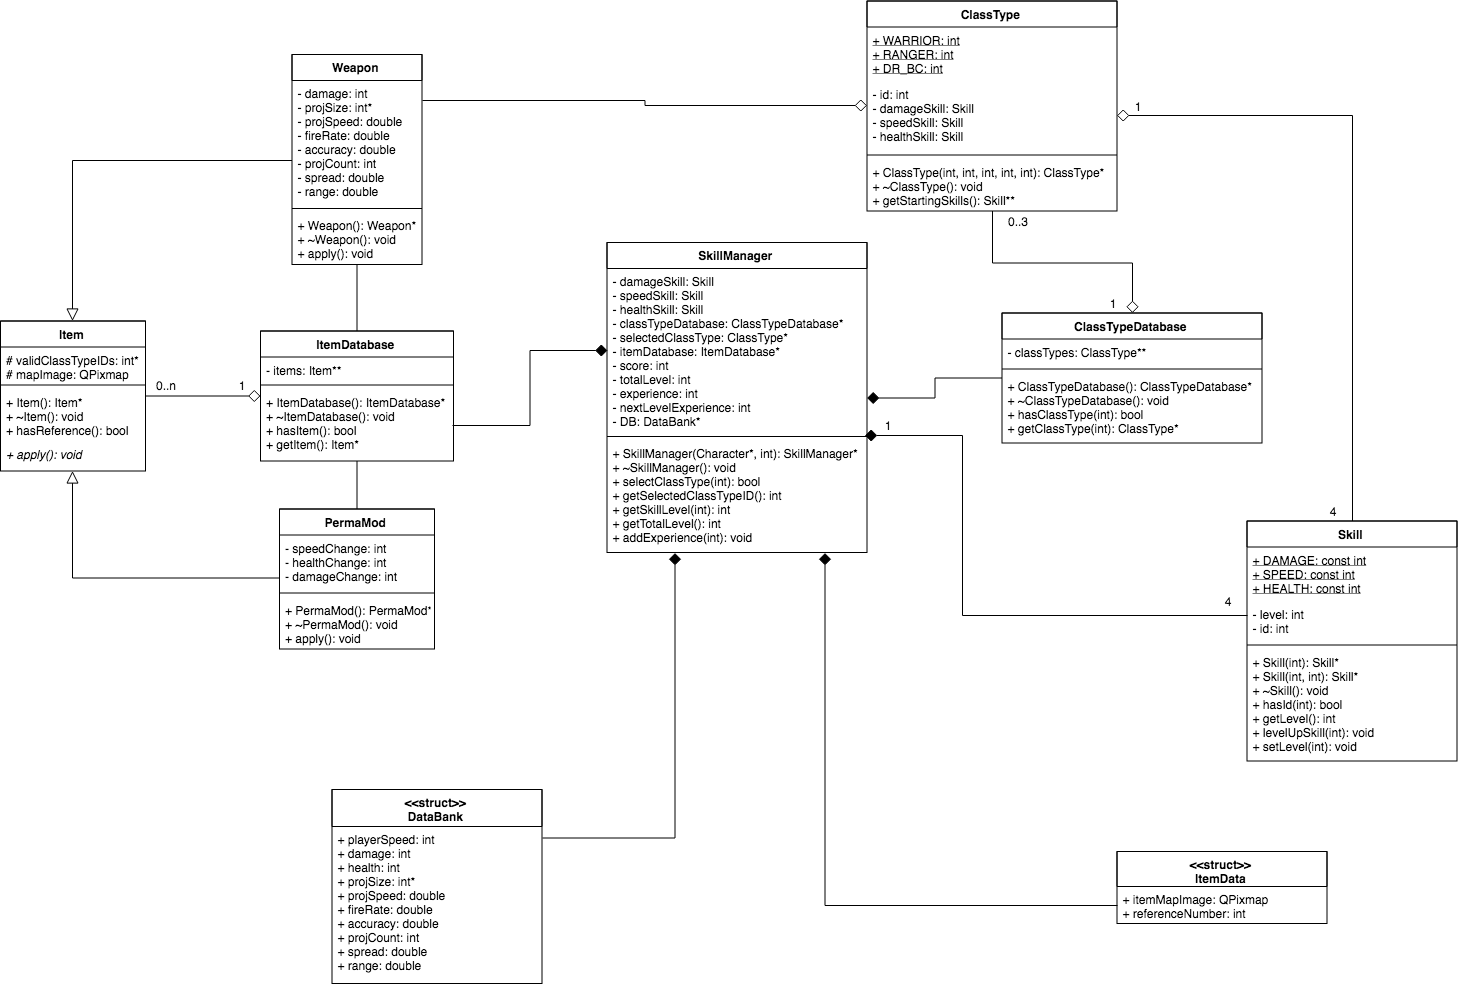 ClassType
+ WARRIOR: int
+ RANGER: int
+ DR_BC: int
- id: int
- damageSkill: Skill
- speedSkill: Skill
- healthSkill: Skill
+ ClassType(int, int, int, int, int): ClassType*
+ ~ClassType(): void
+ getStartingSkills(): Skill**
1
0..3
Weapon
- damage: int
- projSize: int*
- projSpeed: double
- fireRate: double
- accuracy: double
- projCount: int
- spread: double
- range: double
+ Weapon(): Weapon*
+ ~Weapon(): void
+ apply(): void
SkillManager
- damageSkill: Skill
- speedSkill: Skill
- healthSkill: Skill
- classTypeDatabase: ClassTypeDatabase*
- selectedClass: ClassType*
- itemDatabase: ItemDatabase*
- score: int
- totalLevel: int
- experience: int
- nextLevelExperience: int
- DB: DataBank*
+ SkillManager(Character*, int): SkillManager*
+ ~SkillManager(): void
+ selectClassType(int): bool
+ getSelectedClassTypeID(): int
+ getSkillLevel(int): int
+ getTotalLevel(): int
+ addExperience(int): void
1
1
ClassTypeDatabase
- classTypes: ClassType**
+ ClassTypeDatabase(): ClassTypeDatabase*
+ ~ClassTypeDatabase(): void
+ hasClassType(int): bool
+ getClassType(int): ClassType*
Item
# validClassTypeIDs: int*
# mapImage: QPixmap
+ Item(): Item*
+ ~Item(): void
+ hasReference(): bool
+ apply(): void
0..n
1
ItemDatabase
- items: Item**
+ ItemDatabase(): ItemDatabase*
+ ~ItemDatabase(): void
+ hasItem(): bool
+ getItem(): Item*
PermaMod
- speedChange: int
- healthChange: int
- damageChange: int
+ PermaMod(): PermaMod*
+ ~PermaMod(): void
+ apply(): void
4
4
Skill
+ DAMAGE: const int
+ SPEED: const int
+ HEALTH: const int
- level: int
- id: int
+ Skill(int): Skill*
+ Skill(int, int): Skill*
+ ~Skill(): void
+ hasId(int): bool
+ getLevel(): int
+ levelUpSkill(int): void
+ setLevel(int): void
<<struct>>
DataBank
+ playerSpeed: int
+ damage: int
+ health: int
+ projSize: int*
+ projSpeed: double
+ fireRate: double
+ accuracy: double
+ projCount: int
+ spread: double
+ range: double
<<struct>>
ItemData
+ itemMapImage: QPixmap
+ referenceNumber: int